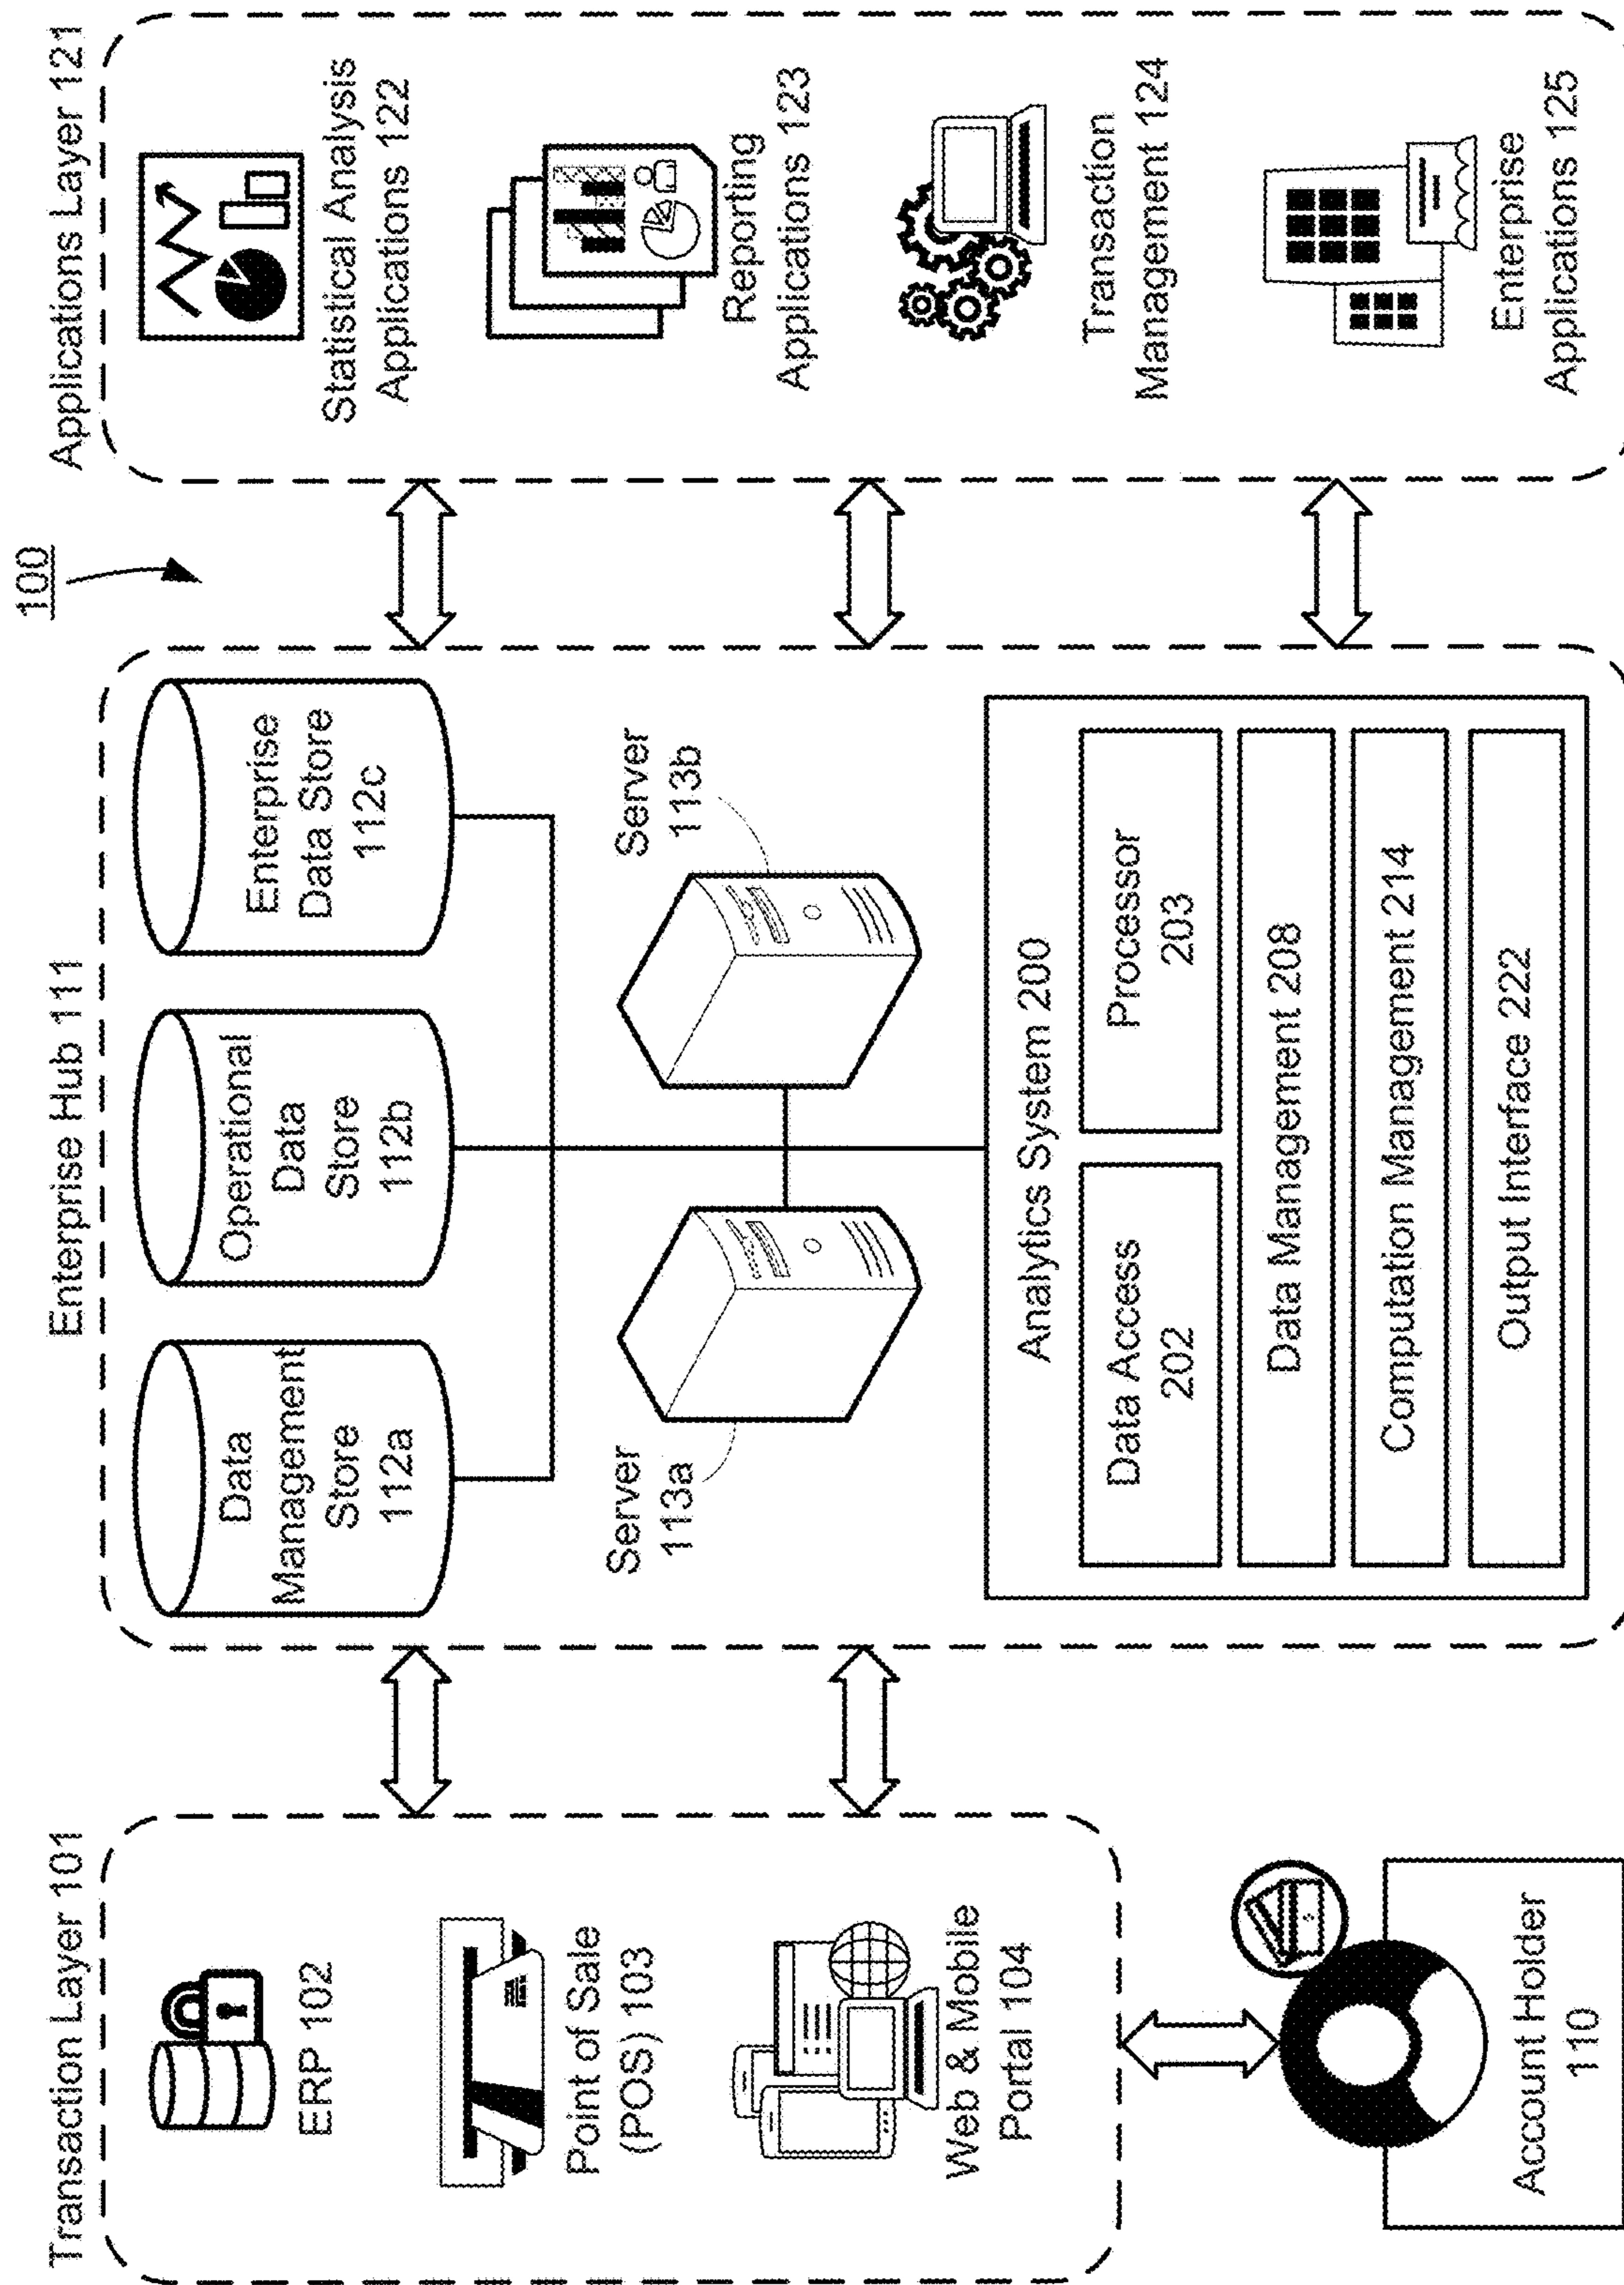 100
Transaction Layer 101
ERP 102
Point of Sale
(POS) 103
Web & Mobile
Portal 104
Account Holder
110
Enterprise Hub 111
Data
Management
Store
112a
Operational
Data
Store
112b
Enterprise
Data Store
112c
Server
113a
Server
113b
Analytics System 200
Data Access
202
Processor
203
Data Management 208
Computation Management 214
Output Interface 222
Applications Layer 121
Statistical Analysis
Applications 122
Reporting
Applications 123
Transaction
Management 124
Enterprise
Applications 125